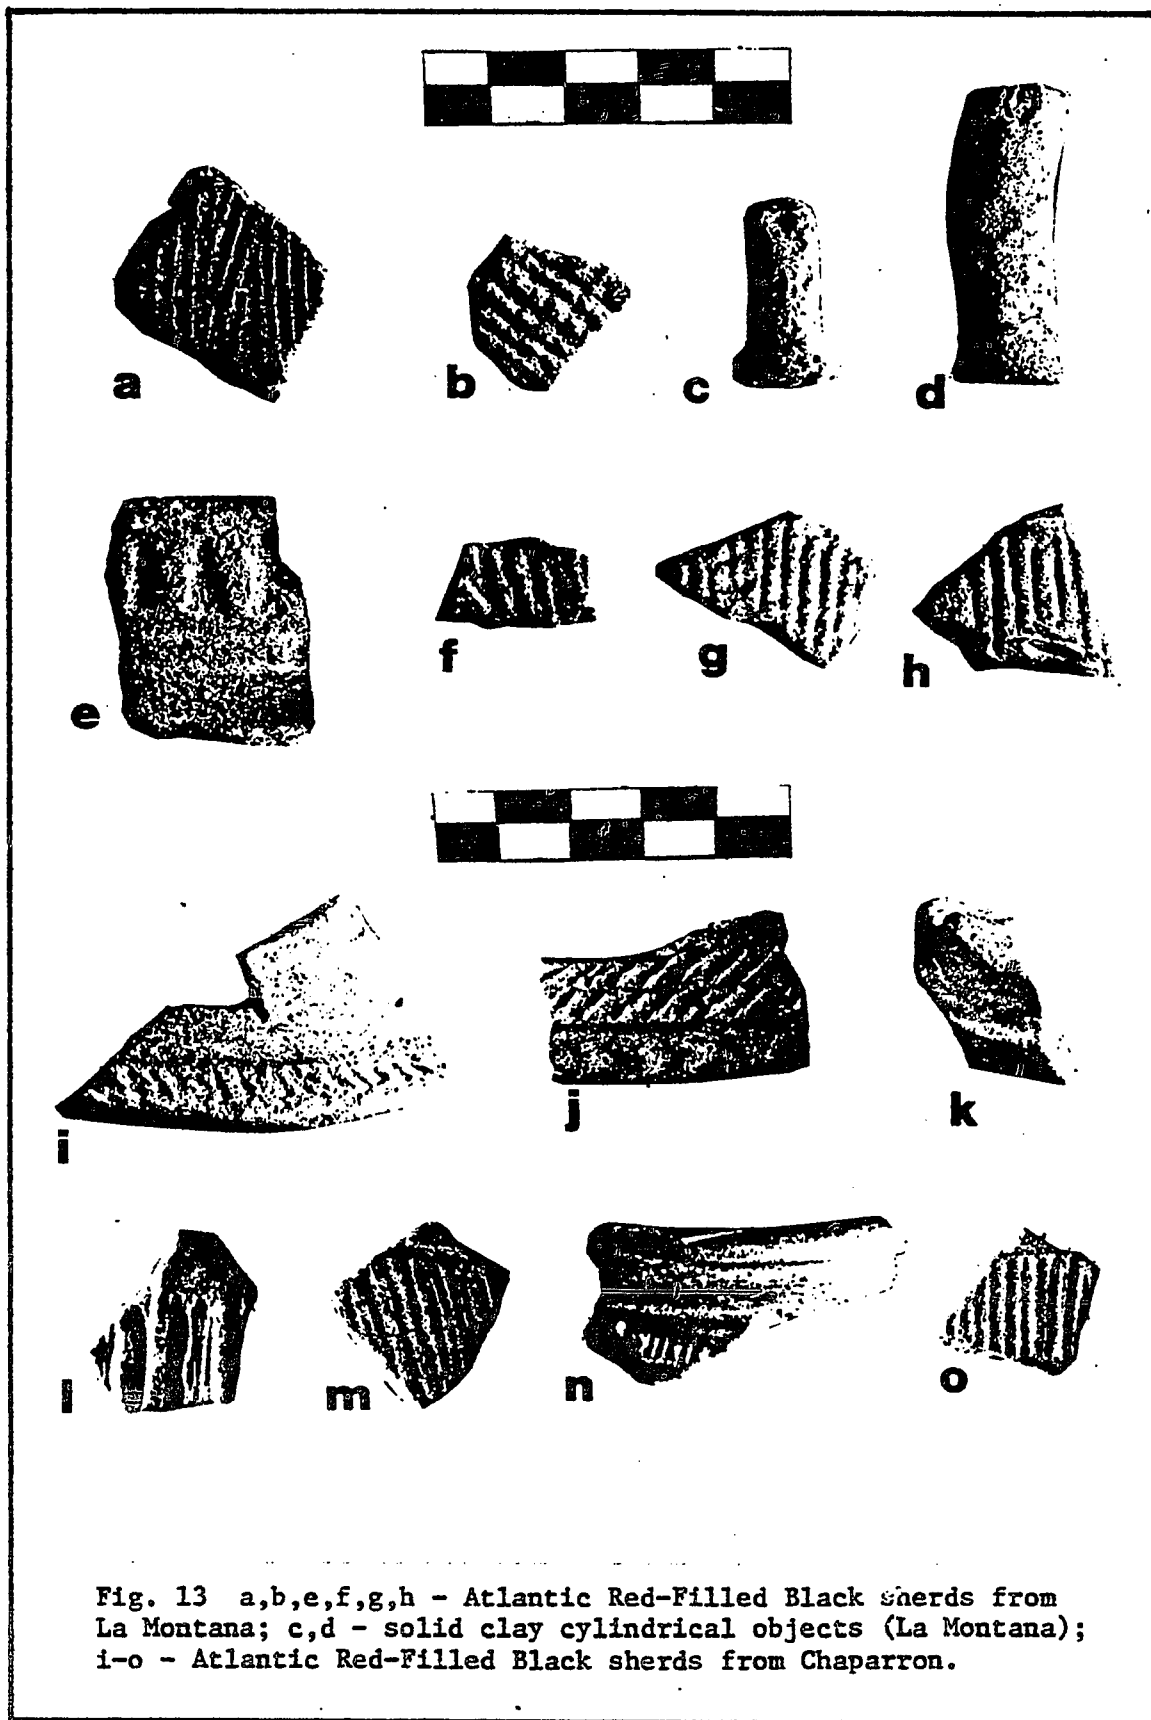 a b c d
e f g h
i j k
l m n o
Fig. 13 a,b,e,f,g,h - Atlantic Red-Filled Black sherds from
La Montana; c,d - solid clay cylindrical objects (La Montana);
i-o - Atlantic Red-Filled Black sherds from Chaparron.